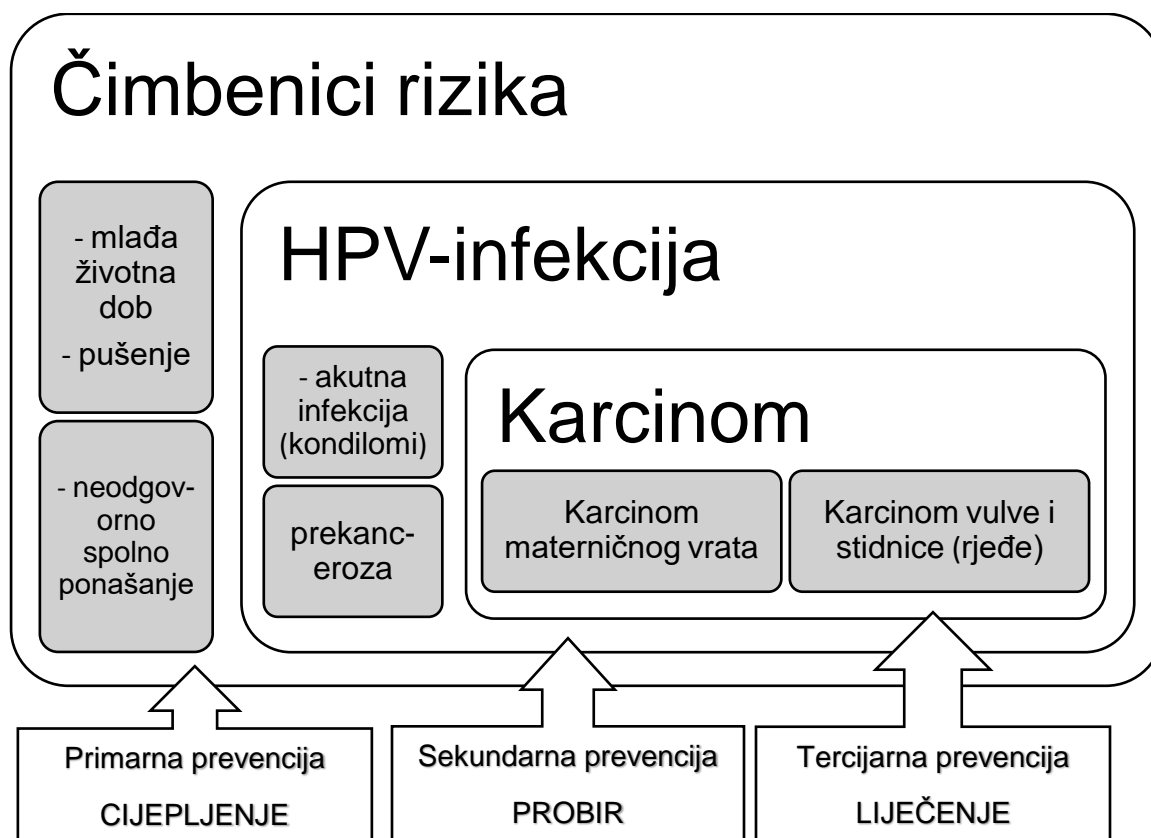 Čimbenici rizika
- mlađa
životna
dob
- pušenje
- neodgov-
orno
spolno
ponašanje
HPV-infekcija
- akutna
infekcija
(kondilomi)
prekanc-
eroza
Karcinom
Karcinom
materničnog vrata
Karcinom vulve i
stidnice (rjeđe)
Primarna prevencija
CIJEPLJENJE
Sekundarna prevencija
PROBIR
Tercijarna prevencija
LIJEČENJE